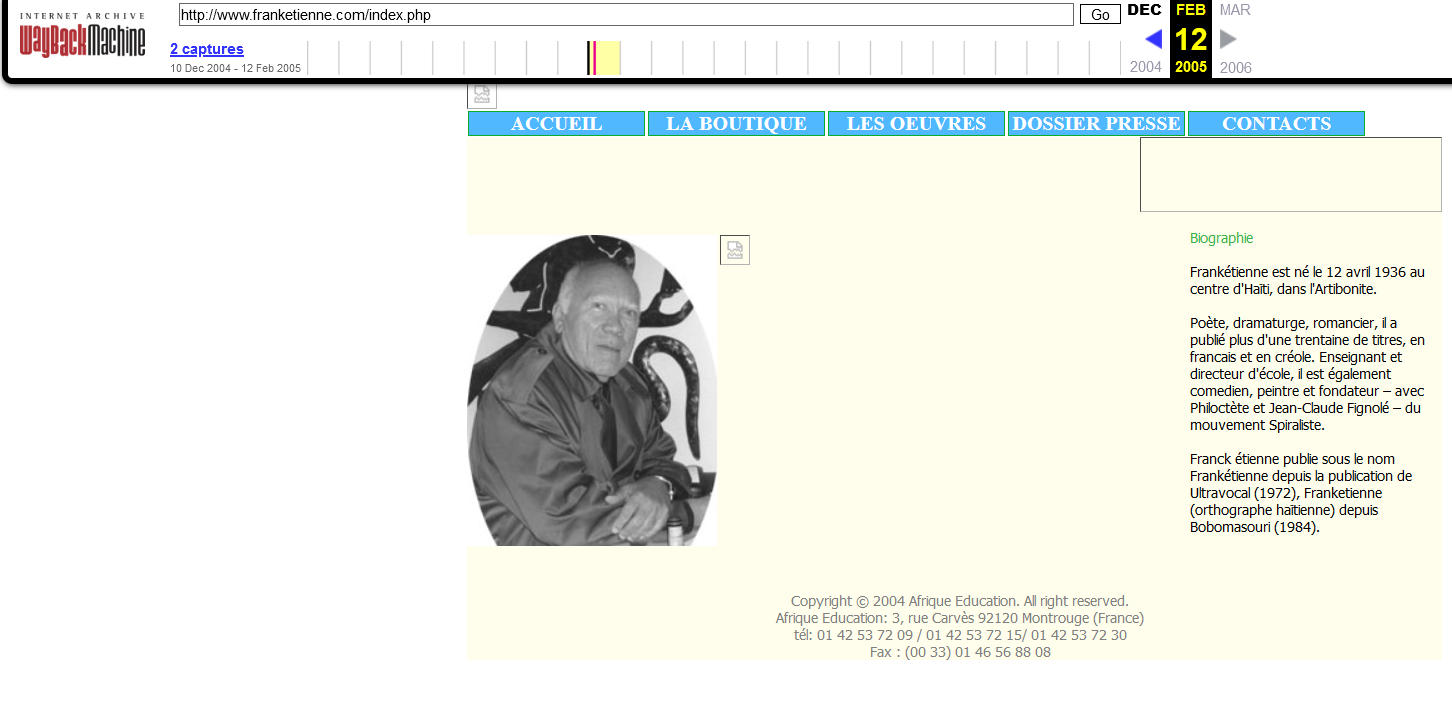 INTERNET ARCHIVE
WayBackMachine
http://www.franketienne.com/index.php
Go
DEC
FEB
MAR
2 captures
12
10 Dec 2004 - 12 Feb 2005
2004
2005
2006
ACCUEIL
LA BOUTIQUE
LES OEUVRES
DOSSIER PRESSE
CONTACTS
Biographie
Frankétienne est né le 12 avril 1936 au
centre d'Haïti, dans l'Artibonite.
Poète, dramaturge, romancier, il a
publié plus d'une trentaine de titres, en
francais et en créole. Enseignant et
directeur d'école, il est également
comedien, peintre et fondateur – avec
Philoctète et Jean-Claude Fignolé – du
mouvement Spiraliste.
Franck étienne publie sous le nom
Frankétienne depuis la publication de
Ultravocal (1972), Franketienne
(orthographe haïtienne) depuis
Bobomasouri (1984).
Copyright © 2004 Afrique Education. All right reserved.
Afrique Education: 3, rue Carvès 92120 Montrouge (France)
tél: 01 42 53 72 09 / 01 42 53 72 15/ 01 42 53 72 30
Fax : (00 33) 01 46 56 88 08